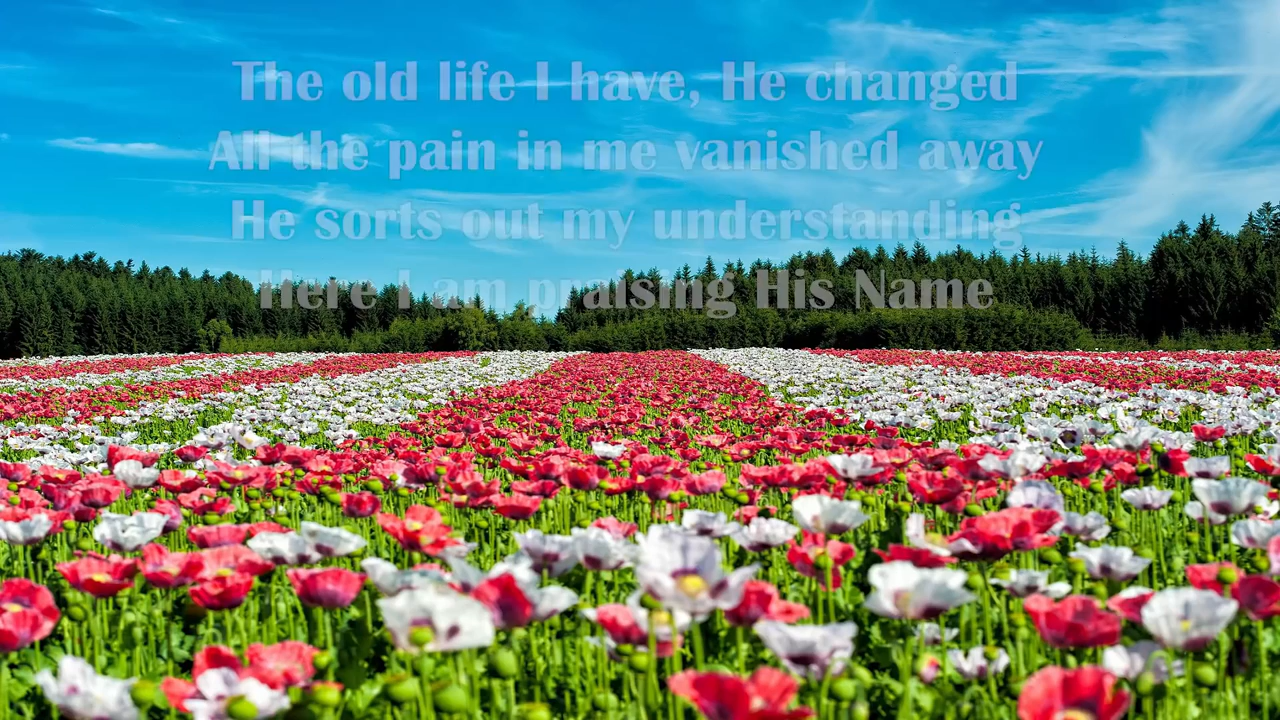 The old life I have, He changed
All the pain in me vanished away
He sorts out my understanding
Here I am praising His Name